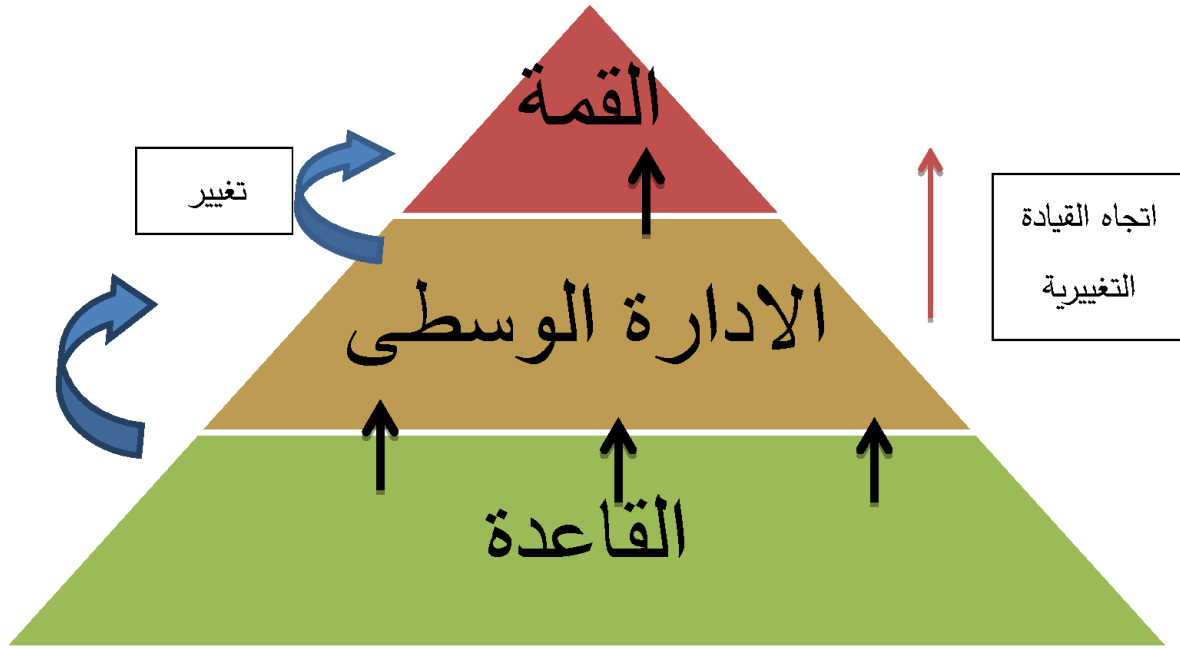 القمة
تغيير
اتجاه القيادة
التغييرية
الادارة الوسطى
القاعدة